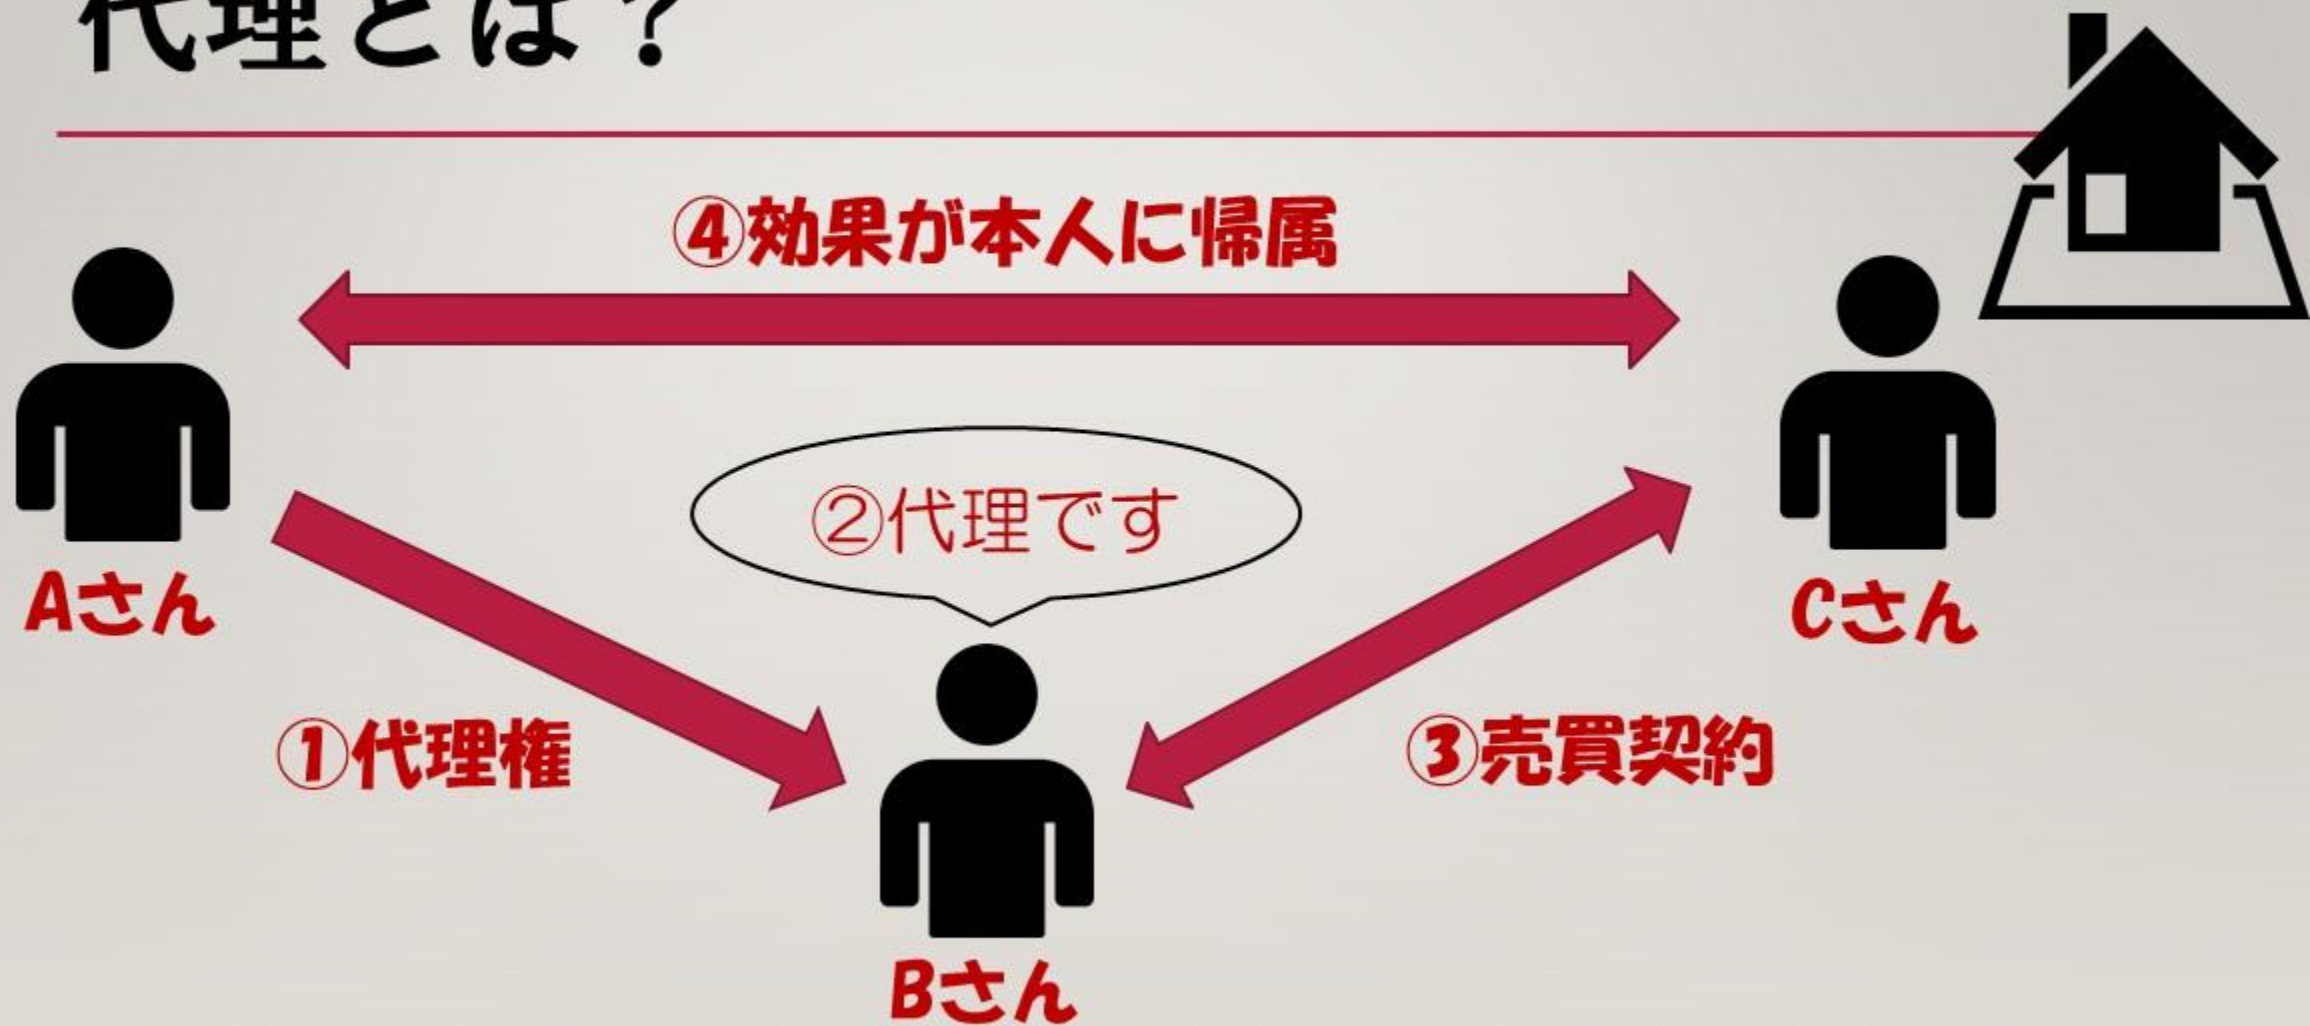 代理とは？
④効果が本人に帰属
②代理です
Aさん
Cさん
①代理権
③売買契約
Bさん